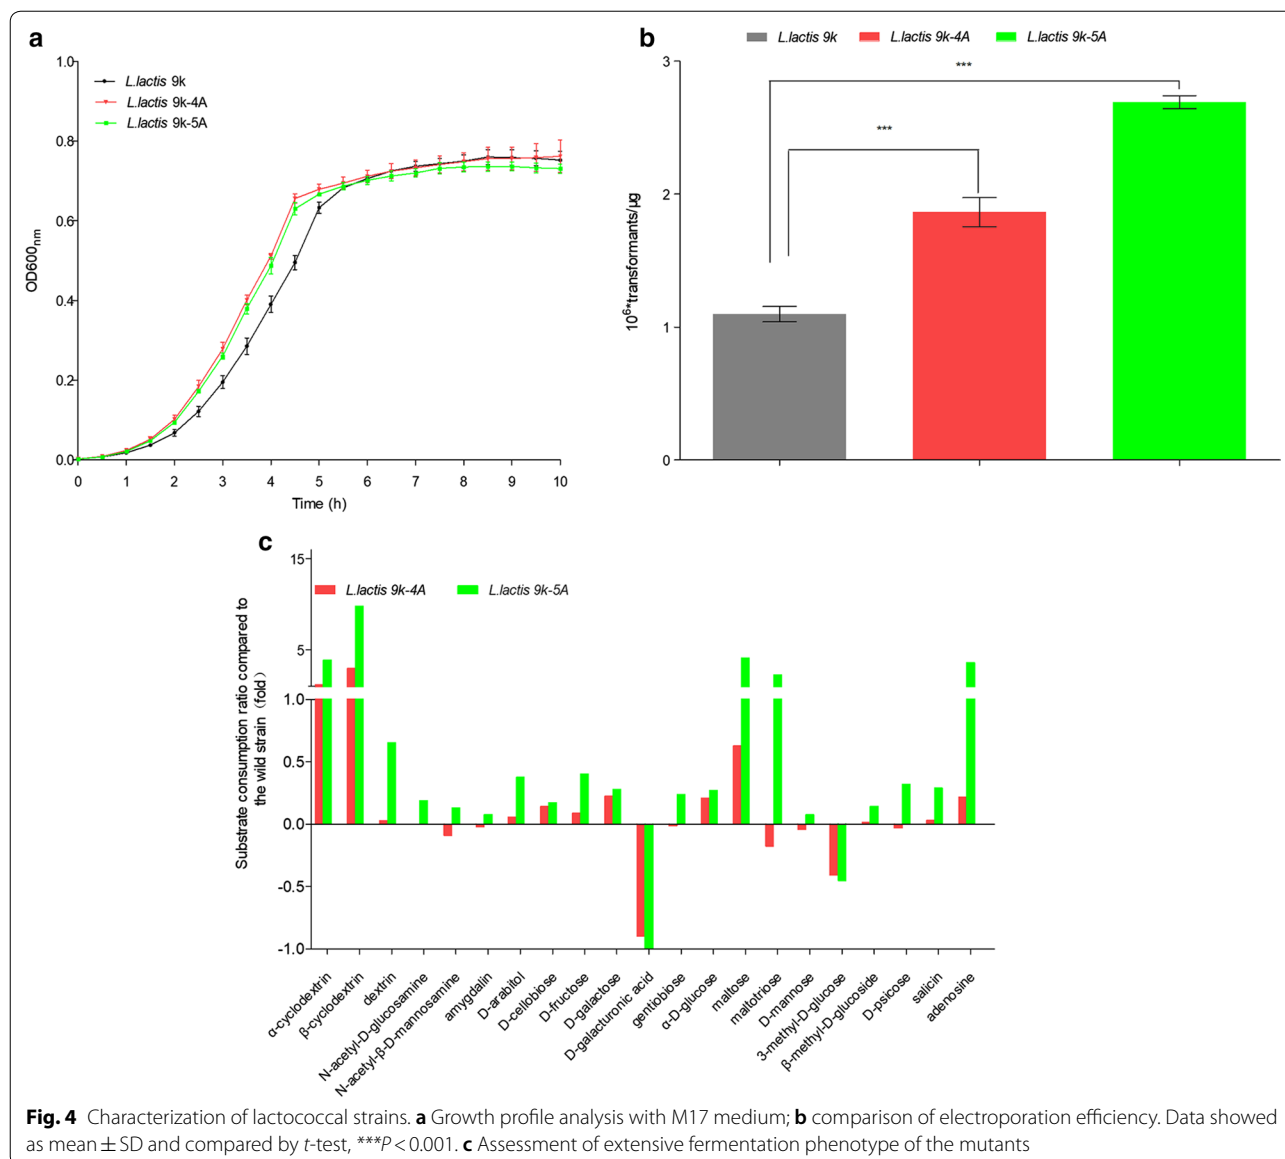 a
1.0
L.lactis 9k
L.lactis 9k-4A
L.lactis 9k-5A
0.8
0.6
0.4
0.2
0.0
OD600nm
0 1 2 3 4 5 6 7 8 9 10
Time (h)
b
L.lactis 9k L.lactis 9k-4A L.lactis 9k-5A
3
***
***
2
1
0
10⁶*transformants/μg
c
15
L.lactis 9k-4A L.lactis 9k-5A
5
1.0
0.5
0.0
-0.5
-1.0
Substrate consumption ratio compared to
the wild strain (fold)
α-cyclodextrin
β-cyclodextrin
dextrin
N-acetyl-D-glucosamine
N-acetyl-β-D-mannosamine
amygdalin
D-arabitol
D-cellobiose
D-fructose
D-galactose
D-galacturonic acid
gentiobiose
α-D-glucose
maltose
maltotriose
D-mannose
3-methyl-D-glucose
β-methyl-D-glucoside
D-psicose
salicin
adenosine
Fig. 4 Characterization of lactococcal strains. a Growth profile analysis with M17 medium; b comparison of electroporation efficiency. Data showed
as mean ± SD and compared by t-test, ***P < 0.001. c Assessment of extensive fermentation phenotype of the mutants